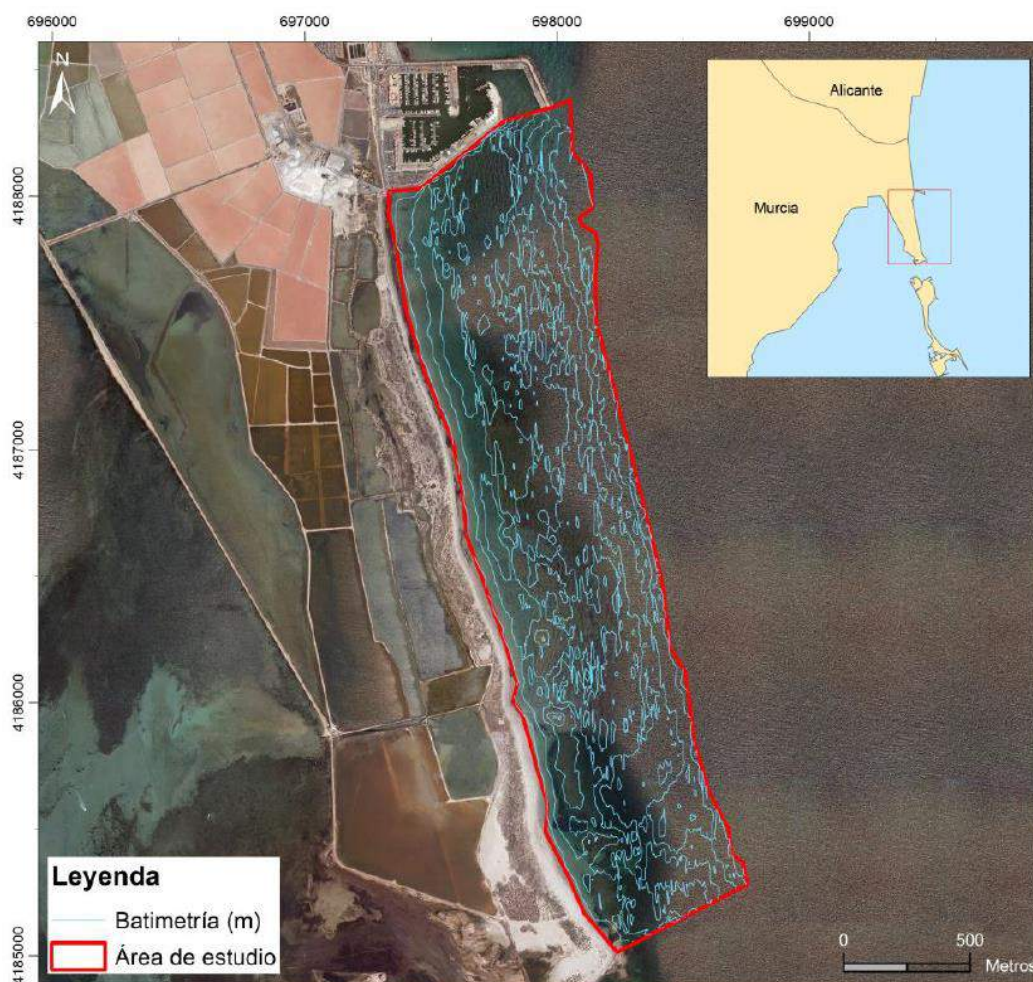 696000 697000 698000 699000
N
Alicante
Murcia
4188000
4187000
4186000
4185000
Leyenda
Batimetría (m)
Área de estudio
0 500
Metros